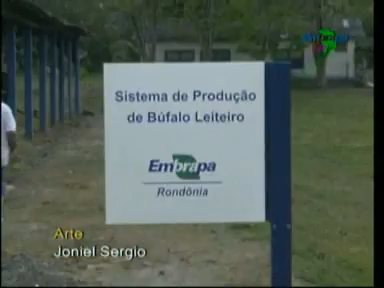 Sistema de Produção
de Búfalo Leiteiro
Embrapa
Rondônia
Arte
Joniel Sergio